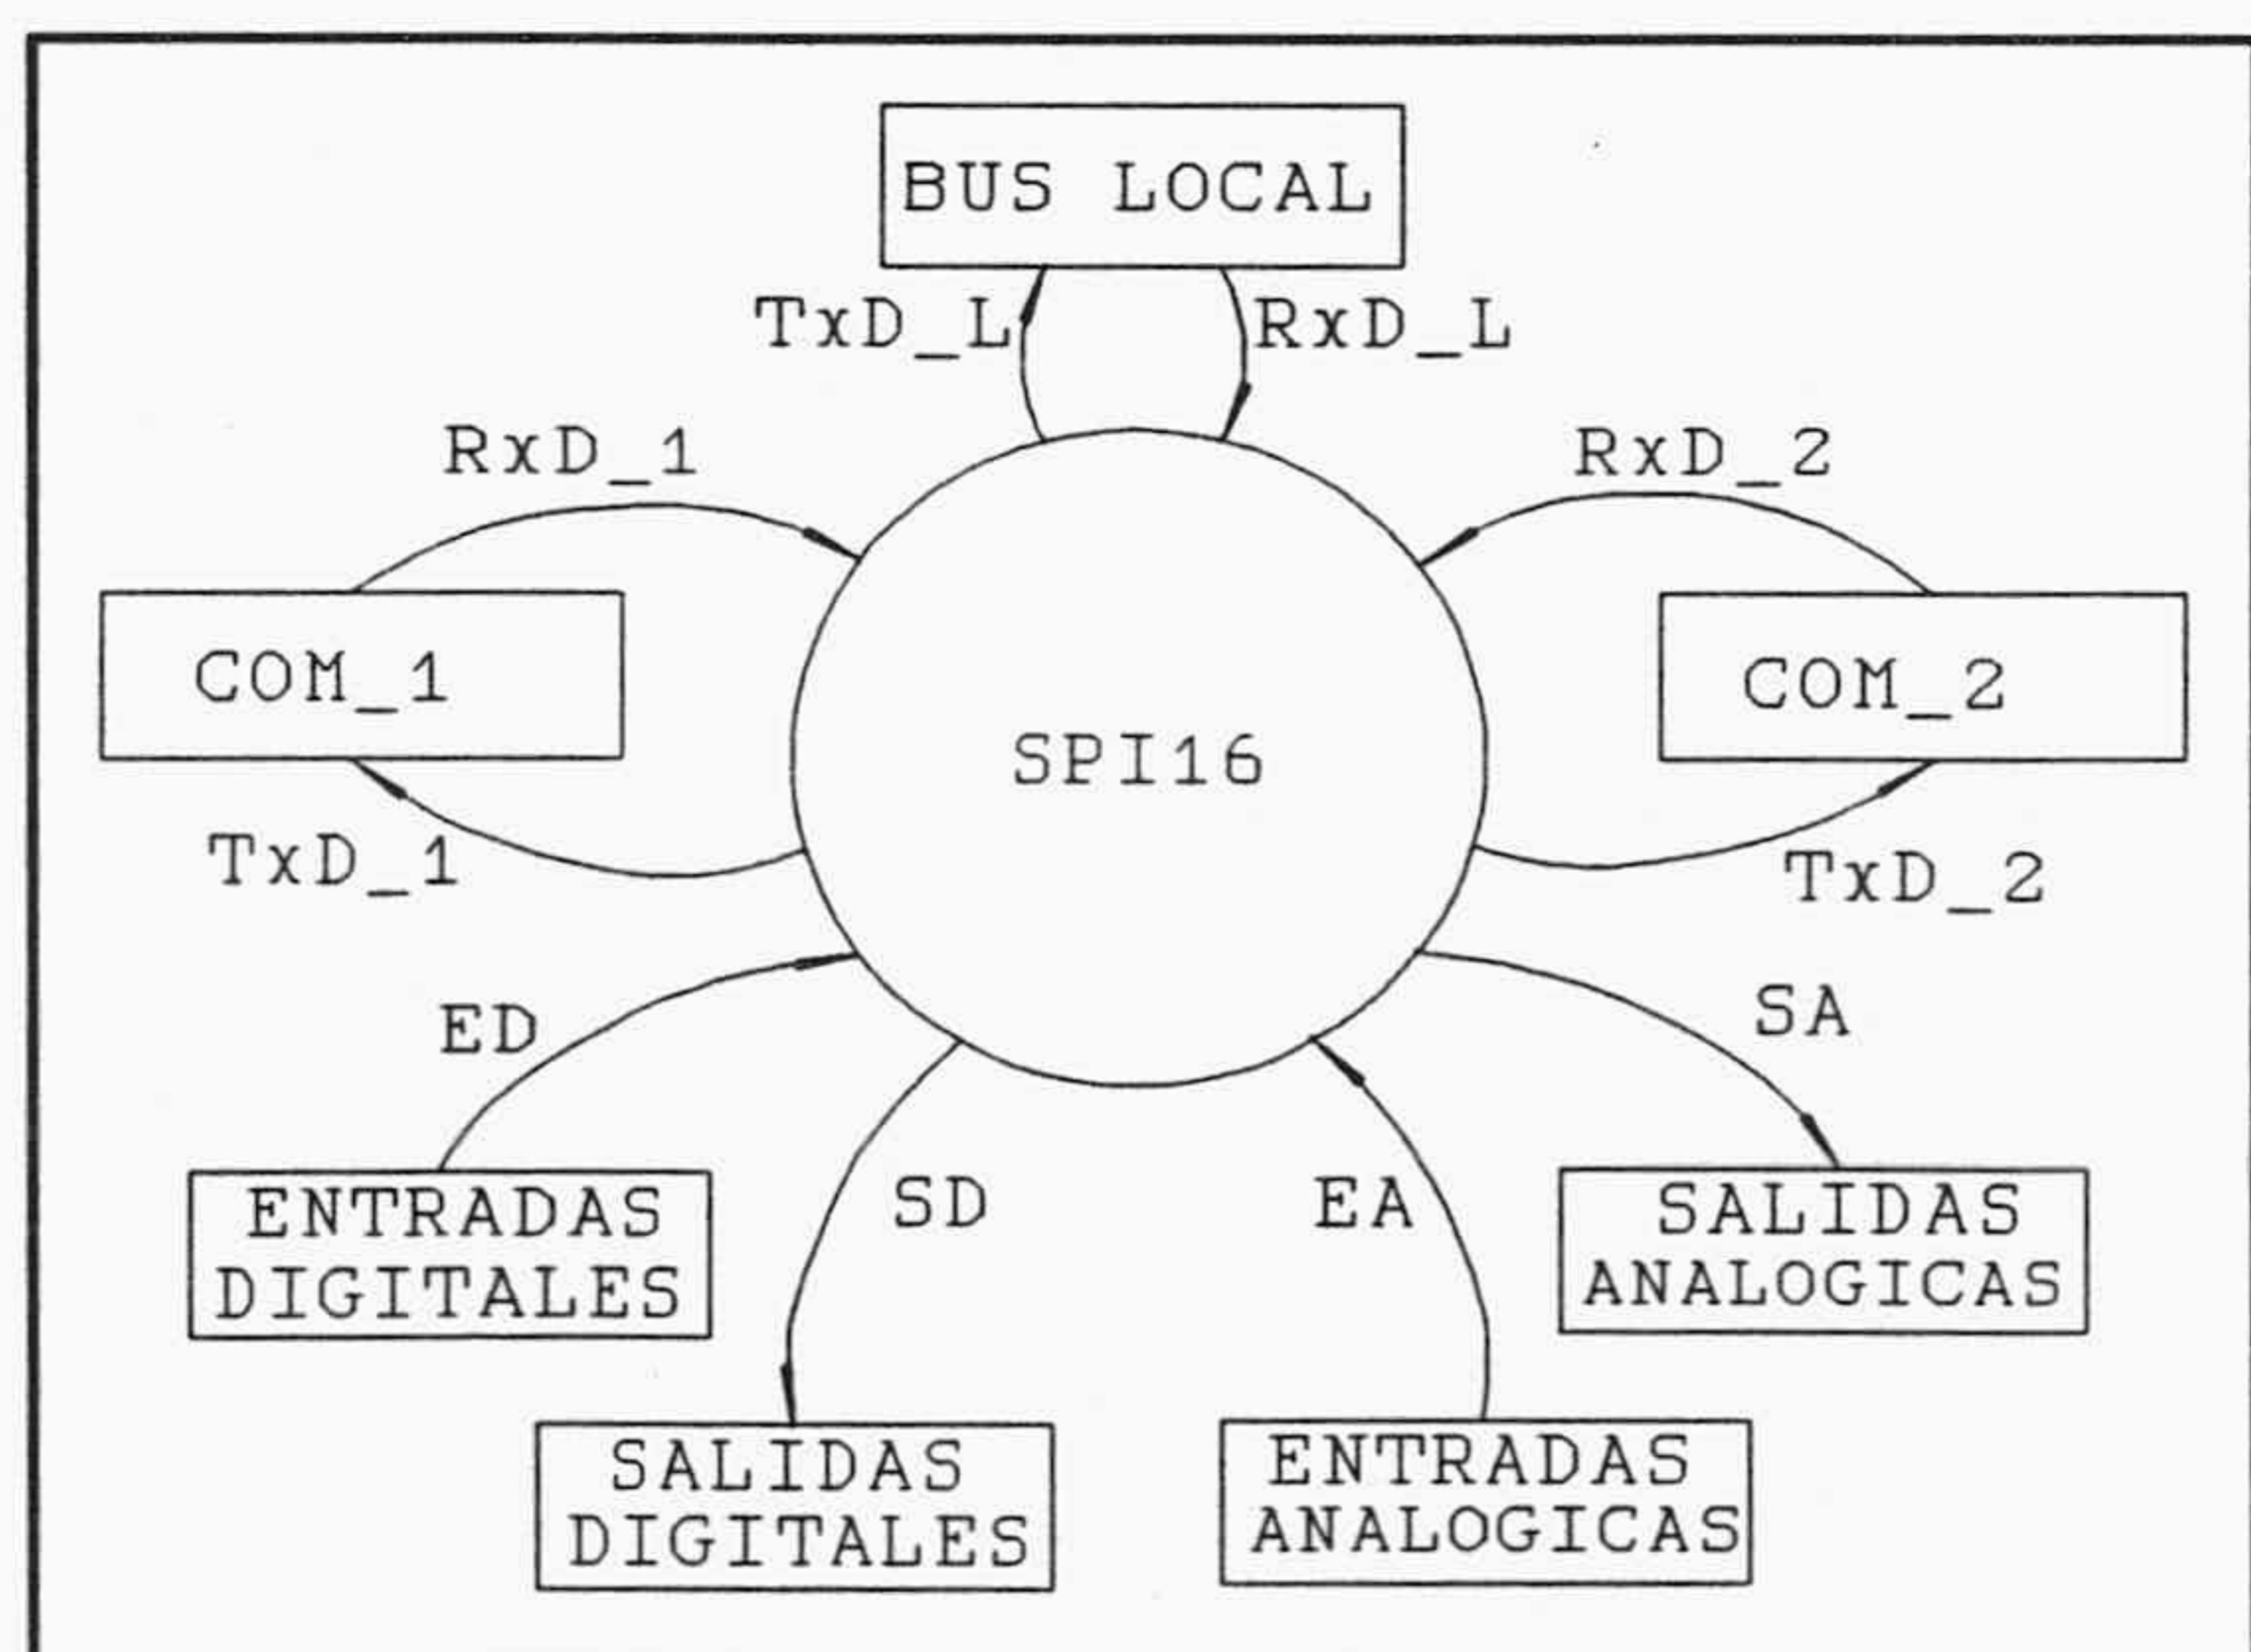 BUS LOCAL
TxD_L
RxD_L
RxD_1
RxD_2
COM_1
COM_2
SPI16
TxD_1
TxD_2
ED
SA
SD
EA
ENTRADAS
DIGITALES
SALIDAS
ANALOGICAS
SALIDAS
DIGITALES
ENTRADAS
ANALOGICAS